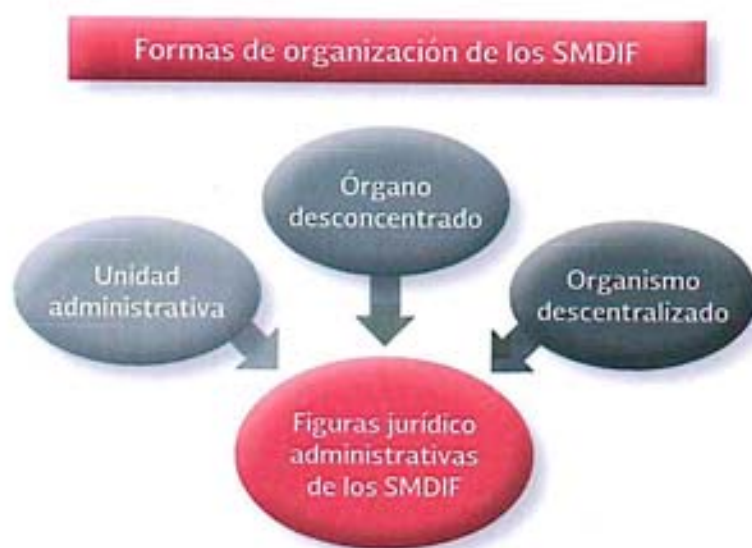 Formas de organización de los SMDIF
Órgano
desconcentrado
Unidad
administrativa
Organismo
descentralizado
Figuras jurídico
administrativas
de los SMDIF